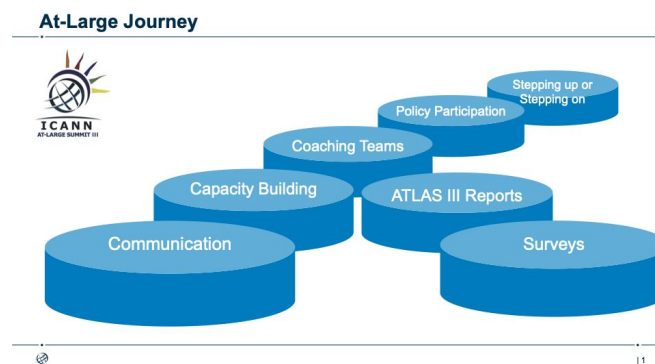 At-Large Journey
ICANN
AT-LARGE SUMMIT III
Stepping up or
Stepping on
Policy Participation
Coaching Teams
Capacity Building
ATLAS III Reports
Communication
Surveys
| 1